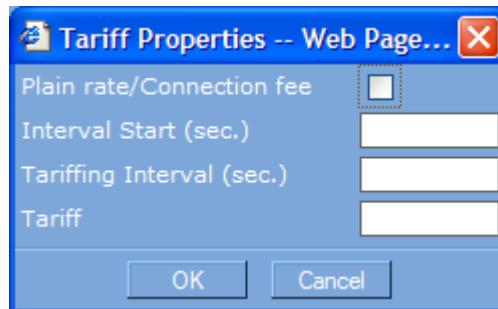 Tariff Properties -- Web Page...
Plain rate/Connection fee
Interval Start (sec.)
Tariffing Interval (sec.)
Tariff
OK Cancel